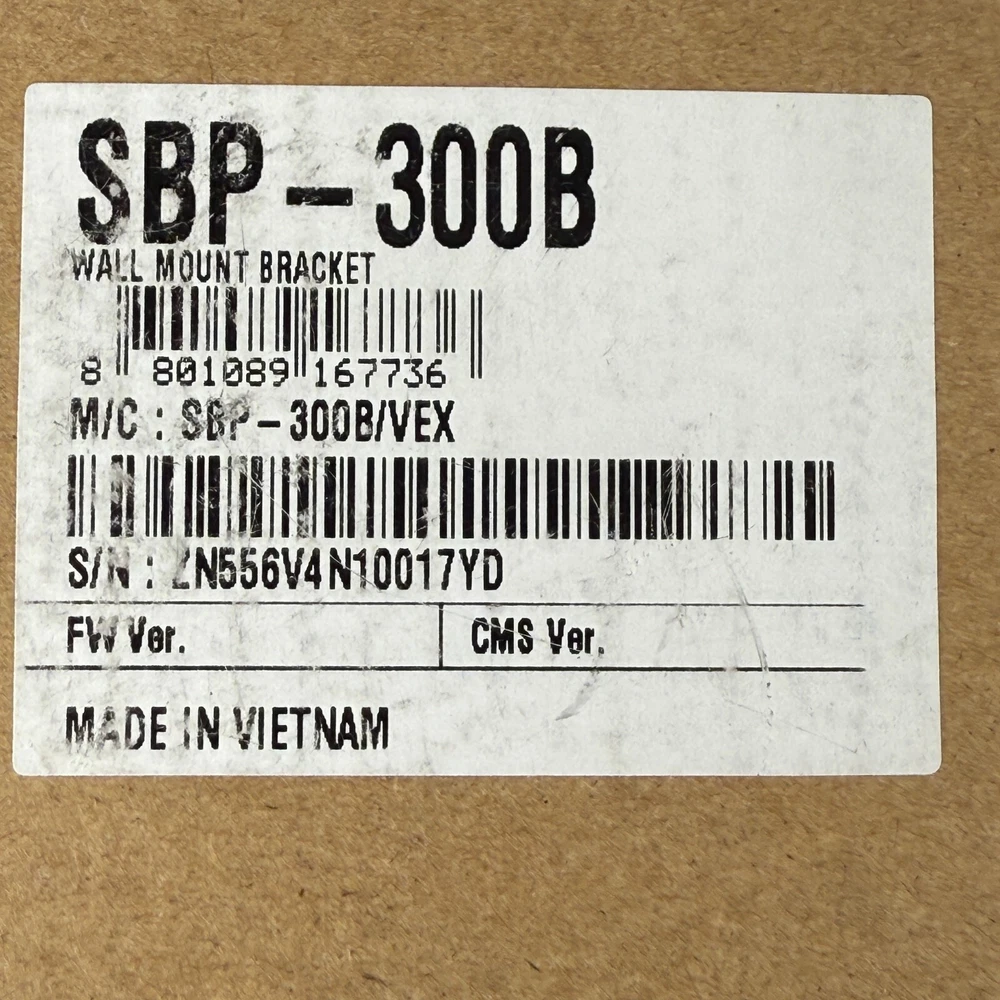 SBP-300B
WALL MOUNT BRACKET
8 801089 167736
M/C : SBP-300B/VEX
S/N : ZN556V4N10017YD
FW Ver.
CMS Ver.
MADE IN VIETNAM